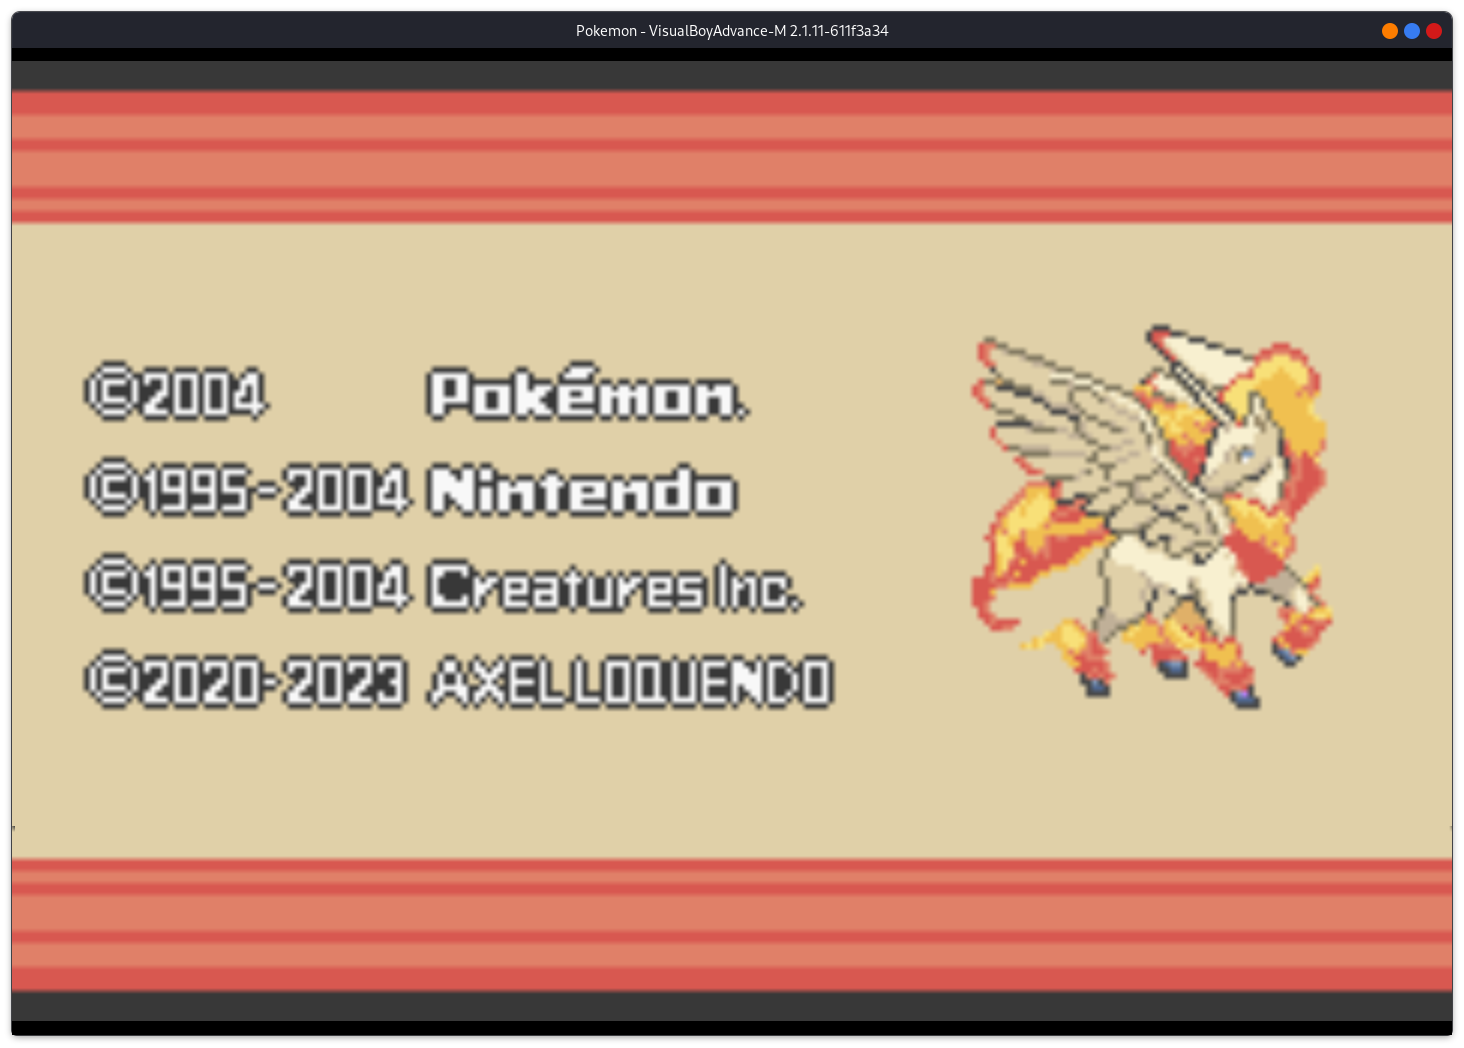 Pokemon - VisualBoyAdvance-M 2.1.11-611f3a34
©2004 Pokémon.
©1995-2004 Nintendo
©1995-2004 Creatures Inc.
©2020-2023 AXELLOQUENDO